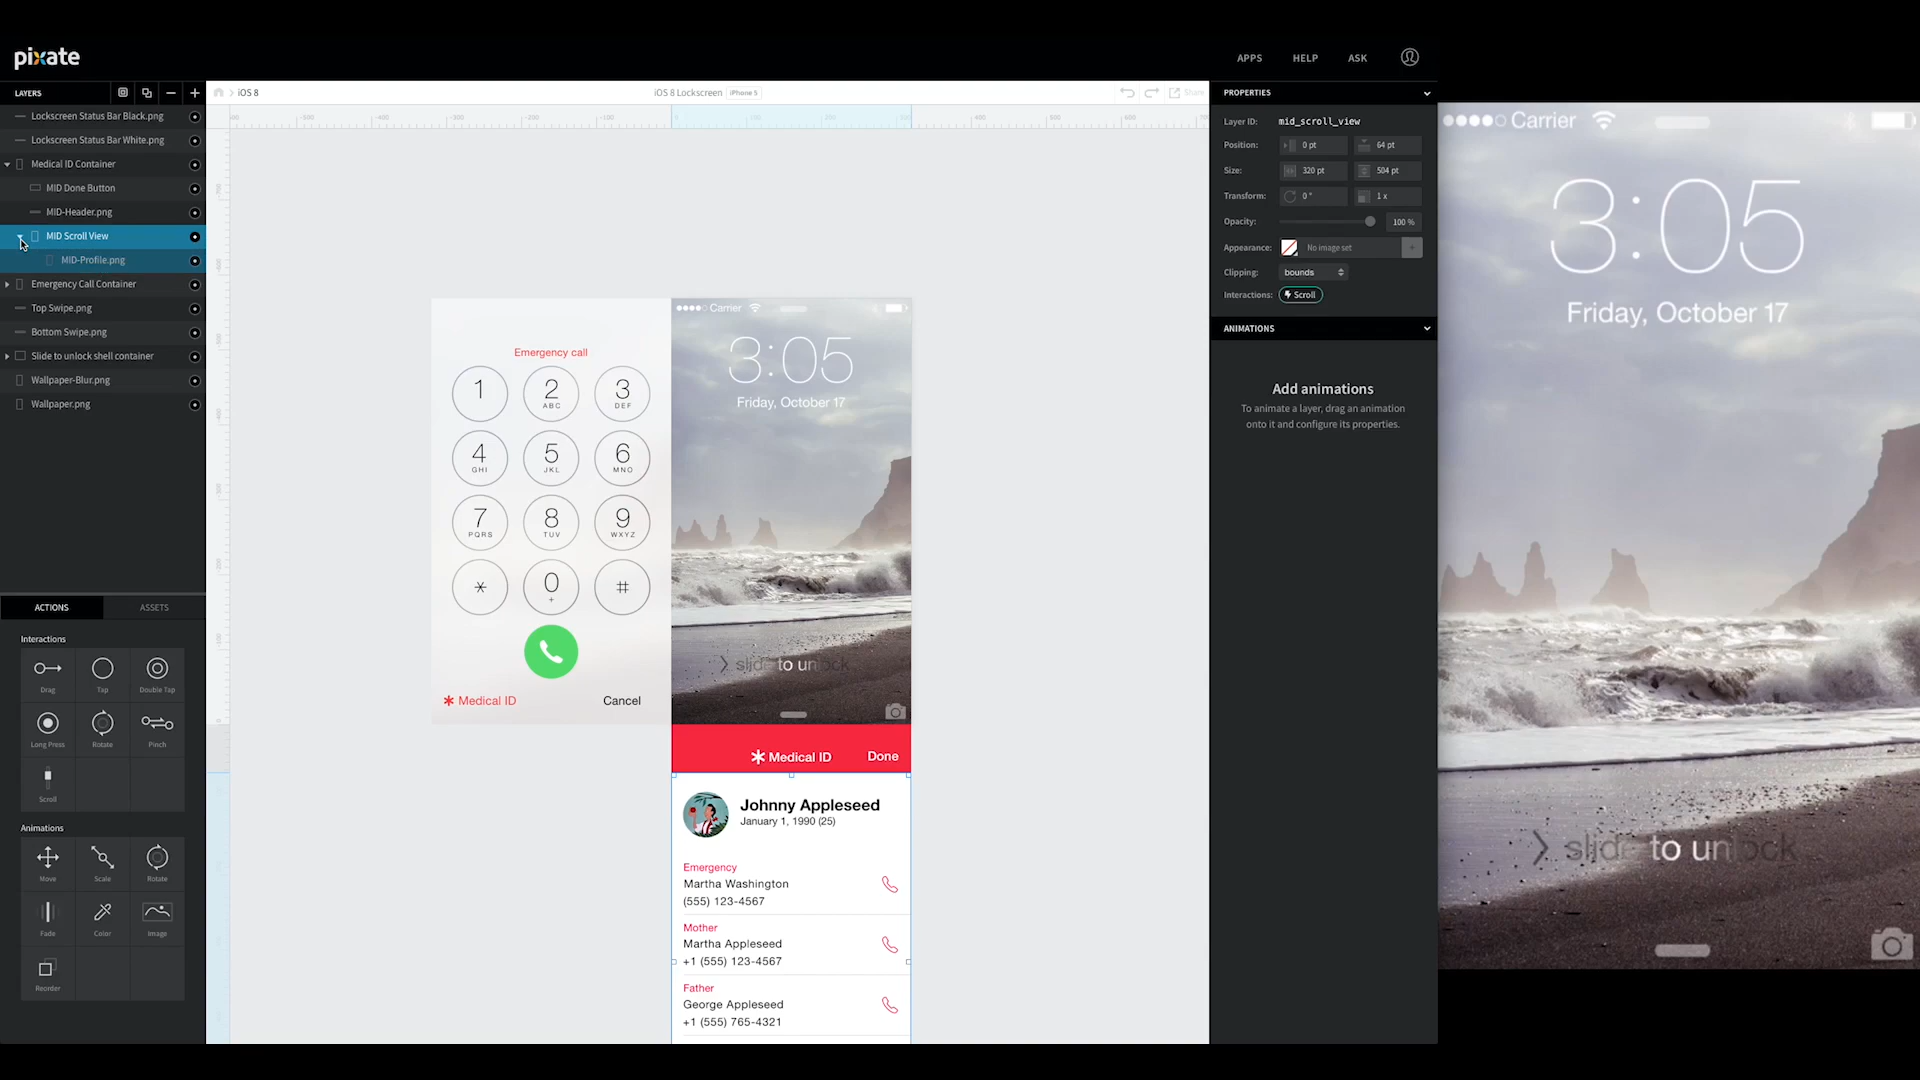 pixate
APPS HELP ASK
LAYERS
iOS 8
iOS 8 Lockscreen iPhone 5
Share
PROPERTIES
Lockscreen Status Bar Black.png
Lockscreen Status Bar White.png
Medical ID Container
MID Done Button
MID-Header.png
MID Scroll View
MID-Profile.png
Emergency Call Container
Top Swipe.png
Bottom Swipe.png
Slide to unlock shell container
Wallpaper-Blur.png
Wallpaper.png
ACTIONS ASSETS
Interactions
Drag Tap Double Tap
Long Press Rotate Pinch
Scroll
Animations
Move Scale Rotate
Fade Color Image
Reorder
Emergency call
1 2 3
ABC DEF
4 5 6
GHI JKL MNO
7 8 9
PQRS TUV WXYZ
* 0 #
+
Medical ID Cancel
Carrier
3:05
Friday, October 17
slide to unlock
Medical ID Done
Johnny Appleseed
January 1, 1990 (25)
Emergency
Martha Washington
(555) 123-4567
Mother
Martha Appleseed
+1 (555) 123-4567
Father
George Appleseed
+1 (555) 765-4321
Layer ID: mid_scroll_view
Position: 0 pt 64 pt
Size: 320 pt 504 pt
Transform: 0 ° 1 x
Opacity: 100 %
Appearance: No image set +
Clipping: bounds
Interactions: Scroll
ANIMATIONS
Add animations
To animate a layer, drag an animation
onto it and configure its properties.
Carrier
3:05
Friday, October 17
slide to unlock